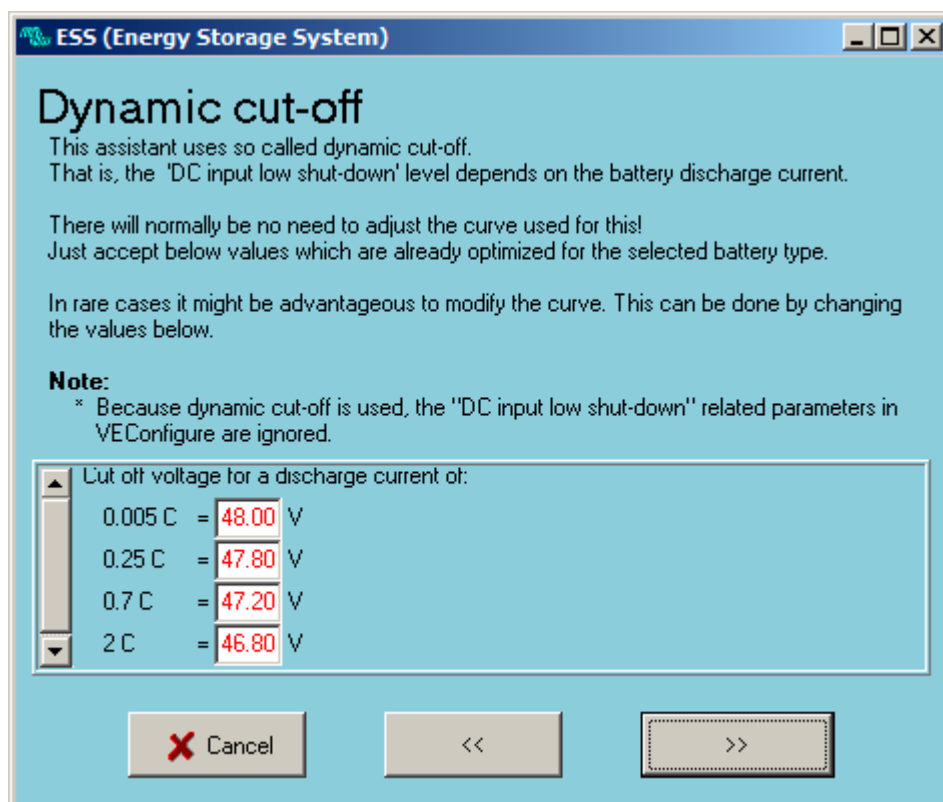 ESS (Energy Storage System)
Dynamic cut-off
This assistant uses so called dynamic cut-off.
That is, the 'DC input low shut-down' level depends on the battery discharge current.
There will normally be no need to adjust the curve used for this!
Just accept below values which are already optimized for the selected battery type.
In rare cases it might be advantageous to modify the curve. This can be done by changing
the values below.
Note:
* Because dynamic cut-off is used, the "DC input low shut-down" related parameters in
VEConfigure are ignored.
Cut off voltage for a discharge current of:
0.005 C = 48.00 V
0.25 C = 47.80 V
0.7 C = 47.20 V
2 C = 46.80 V
Cancel << >>